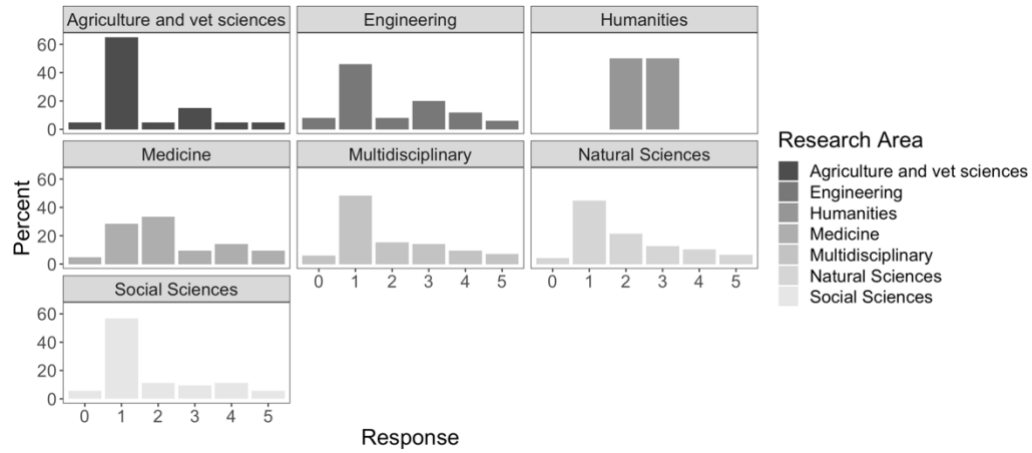 Agriculture and vet sciences
Engineering
Humanities
60
40
20
0
Medicine
Multidisciplinary
Natural Sciences
60
40
20
0
0 1 2 3 4 5
0 1 2 3 4 5
Social Sciences
60
40
20
0
0 1 2 3 4 5
Percent
Response
Research Area
Agriculture and vet sciences
Engineering
Humanities
Medicine
Multidisciplinary
Natural Sciences
Social Sciences